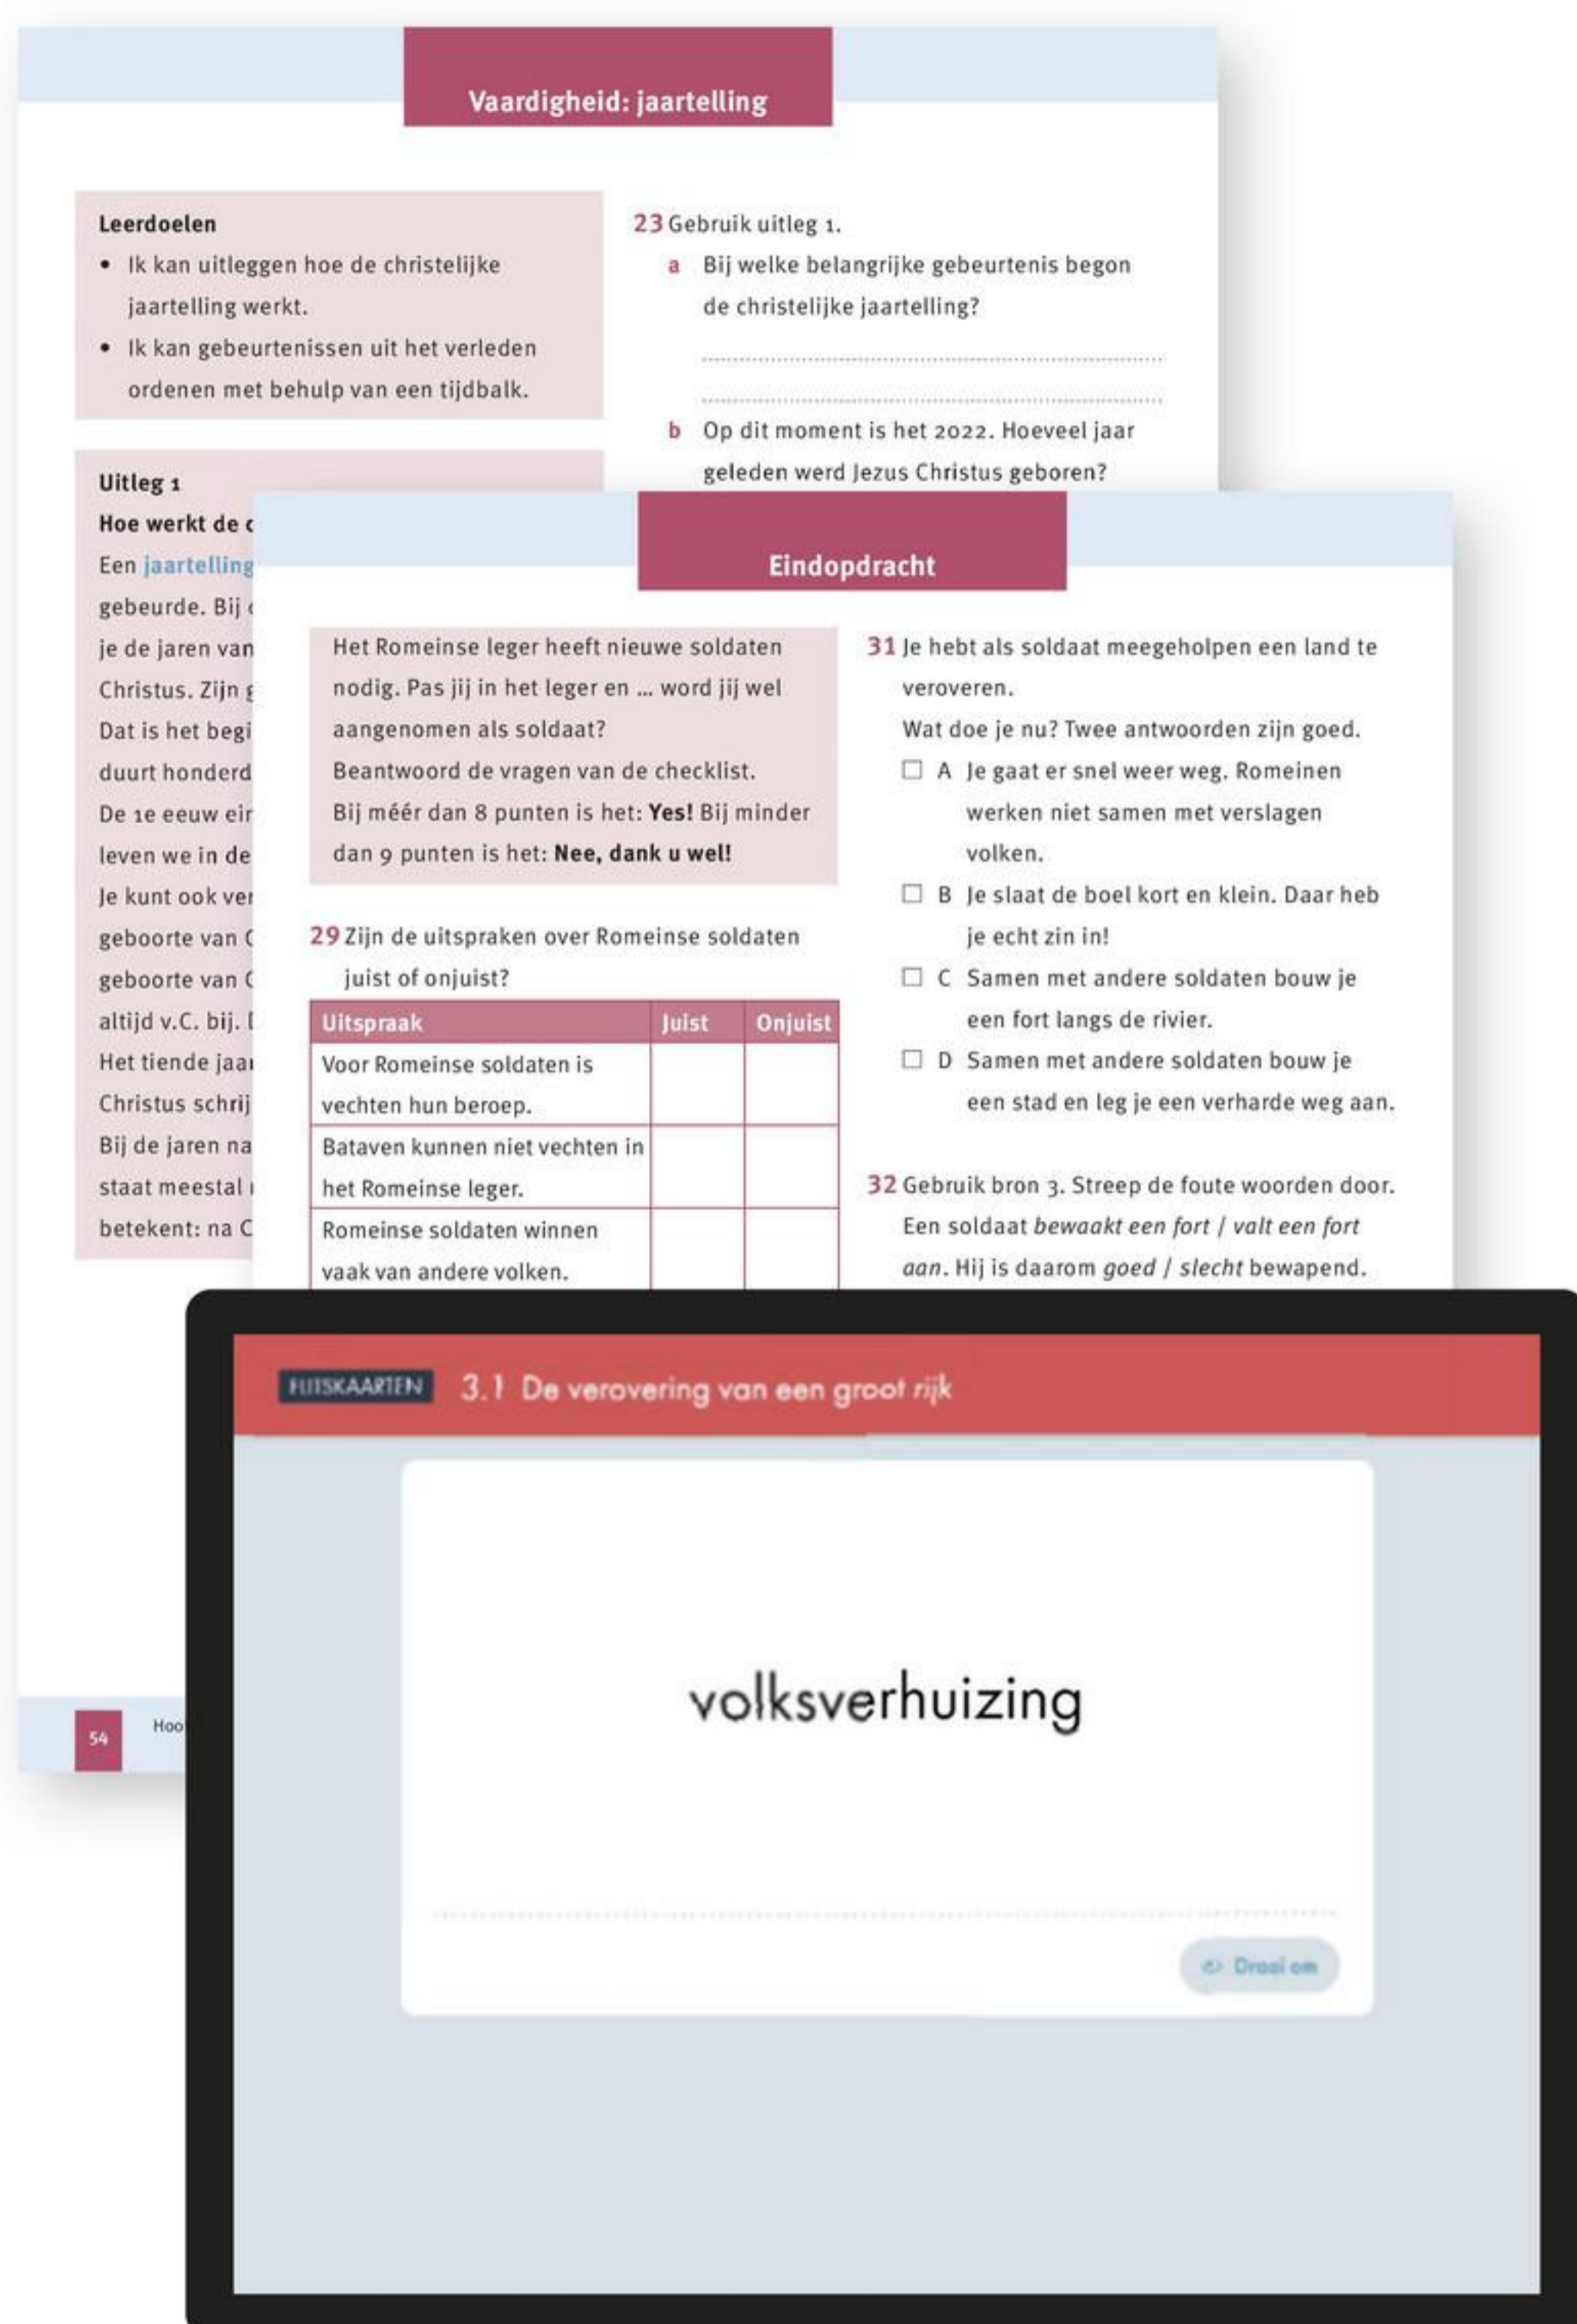 Vaardigheid: jaartelling
Leerdoelen
• Ik kan uitleggen hoe de christelijke
jaartelling werkt.
• Ik kan gebeurtenissen uit het verleden
ordenen met behulp van een tijdbalk.
Uitleg 1
Hoe werkt de
Een jaartelling
gebeurde. Bij
je de jaren van
Christus. Zijn
Dat is het begi
duurt honderd
De 1e eeuw ein
leven we in de
Je kunt ook ver
geboorte van C
geboorte van C
altijd v.C. bij.
Het tiende jaar
Christus schrij
Bij de jaren na
staat meestal
betekent: na C
23 Gebruik uitleg 1.
a Bij welke belangrijke gebeurtenis begon
de christelijke jaartelling?
b Op dit moment is het 2022. Hoeveel jaar
geleden werd Jezus Christus geboren?
54 Hoo
Eindopdracht
Het Romeinse leger heeft nieuwe soldaten
nodig. Pas jij in het leger en ... word jij wel
aangenomen als soldaat?
Beantwoord de vragen van de checklist.
Bij méér dan 8 punten is het: Yes! Bij minder
dan 9 punten is het: Nee, dank u wel!
29 Zijn de uitspraken over Romeinse soldaten
juist of onjuist?
Uitspraak Juist Onjuist
Voor Romeinse soldaten is
vechten hun beroep.
Bataven kunnen niet vechten in
het Romeinse leger.
Romeinse soldaten winnen
vaak van andere volken.
31 Je hebt als soldaat meegeholpen een land te
veroveren.
Wat doe je nu? Twee antwoorden zijn goed.
☐ A Je gaat er snel weer weg. Romeinen
werken niet samen met verslagen
volken.
☐ B Je slaat de boel kort en klein. Daar heb
je echt zin in!
☐ C Samen met andere soldaten bouw je
een fort langs de rivier.
☐ D Samen met andere soldaten bouw je
een stad en leg je een verharde weg aan.
32 Gebruik bron 3. Streep de foute woorden door.
Een soldaat bewaakt een fort / valt een fort
aan. Hij is daarom goed / slecht bewapend.
FLITSKAARTEN 3.1 De verovering van een groot rijk
volksverhuizing
Draai om